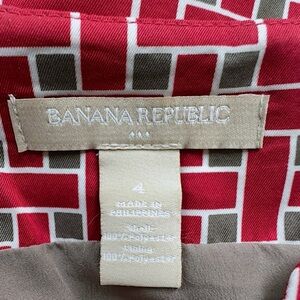 BANANA REPUBLIC
4
MADE IN
PHILIPPINES
Shell:
100% Polyester
Lining:
100% Polyester